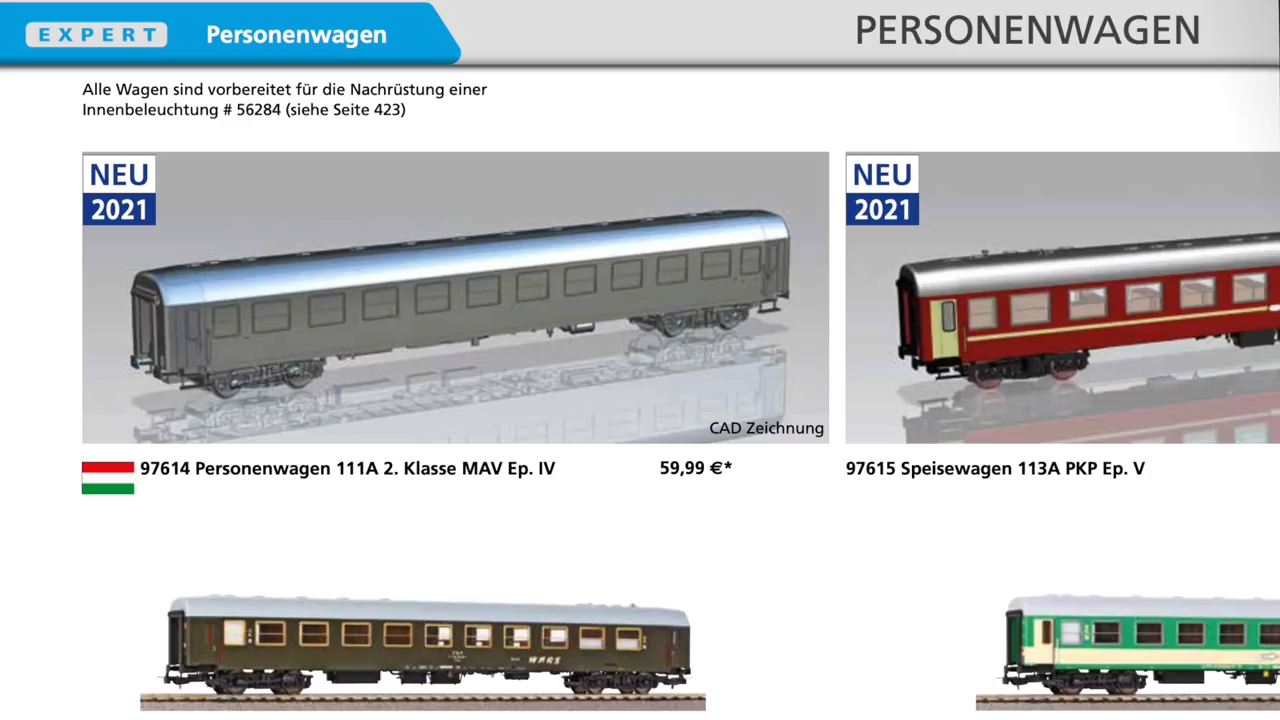 EXPERT Personenwagen
PERSONENWAGEN
Alle Wagen sind vorbereitet für die Nachrüstung einer
Innenbeleuchtung # 56284 (siehe Seite 423)
NEU
2021
NEU
2021
CAD Zeichnung
97614 Personenwagen 111A 2. Klasse MAV Ep. IV 59,99 €*
97615 Speisewagen 113A PKP Ep. V
WARS